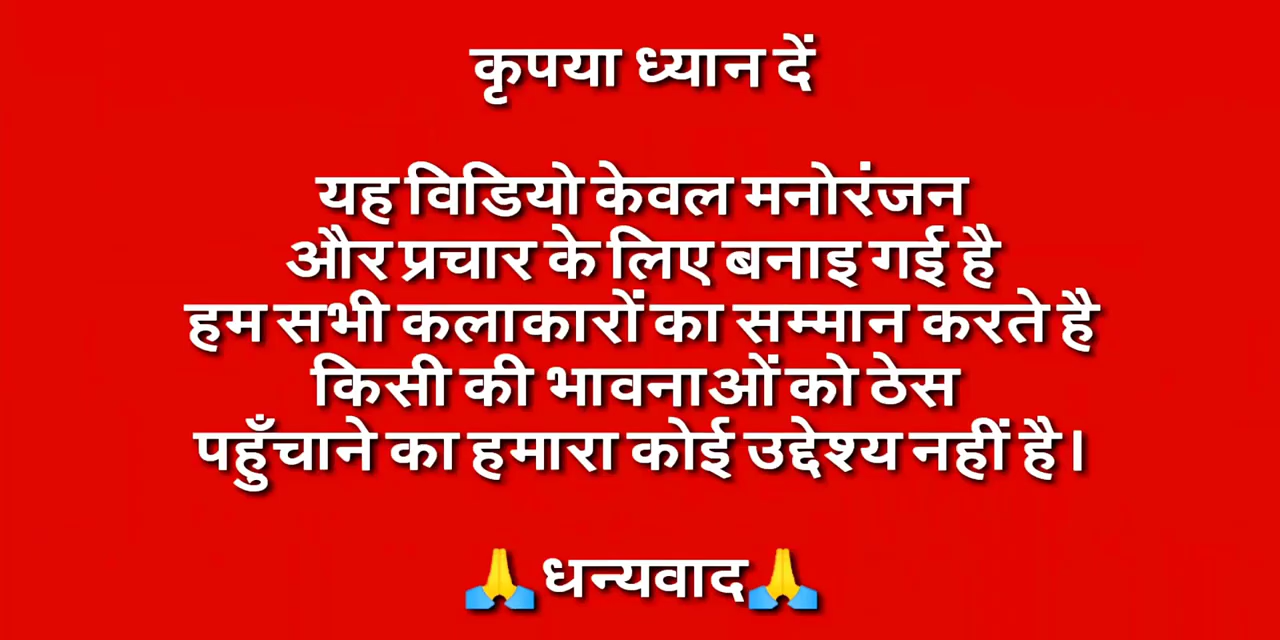 कृपया ध्यान दें
यह विडियो केवल मनोरंजन
और प्रचार के लिए बनाइ गई है
हम सभी कलाकारों का सम्मान करते है
किसी की भावनाओं को ठेस
पहुँचाने का हमारा कोई उद्देश्य नहीं है।
🙏धन्यवाद🙏